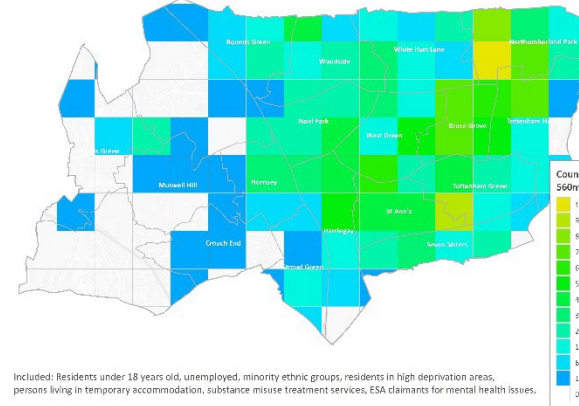 Bounds Green
Woodside
White Hart Lane
Northumberland Park
Noel Park
West Green
Bruce Grove
Tottenham H
s Green
Muswell Hill
Hornsey
Tottenham Green
St Ann's
Crouch End
Harringay
Seven Sisters
Stroud Green
Coun
560m
Included: Residents under 18 years old, unemployed, minority ethnic groups, residents in high deprivation areas,
persons living in temporary accommodation, substance misuse treatment services, ESA claimants for mental health issues,